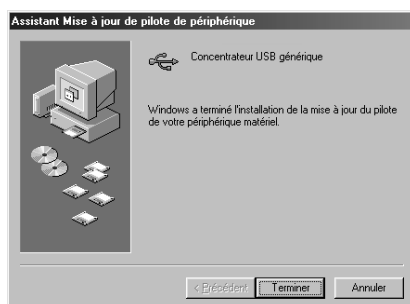 Assistant Mise à jour de pilote de périphérique
Concentrateur USB générique
Windows a terminé l'installation de la mise à jour du pilote
de votre périphérique matériel.
< Précédent Terminer Annuler